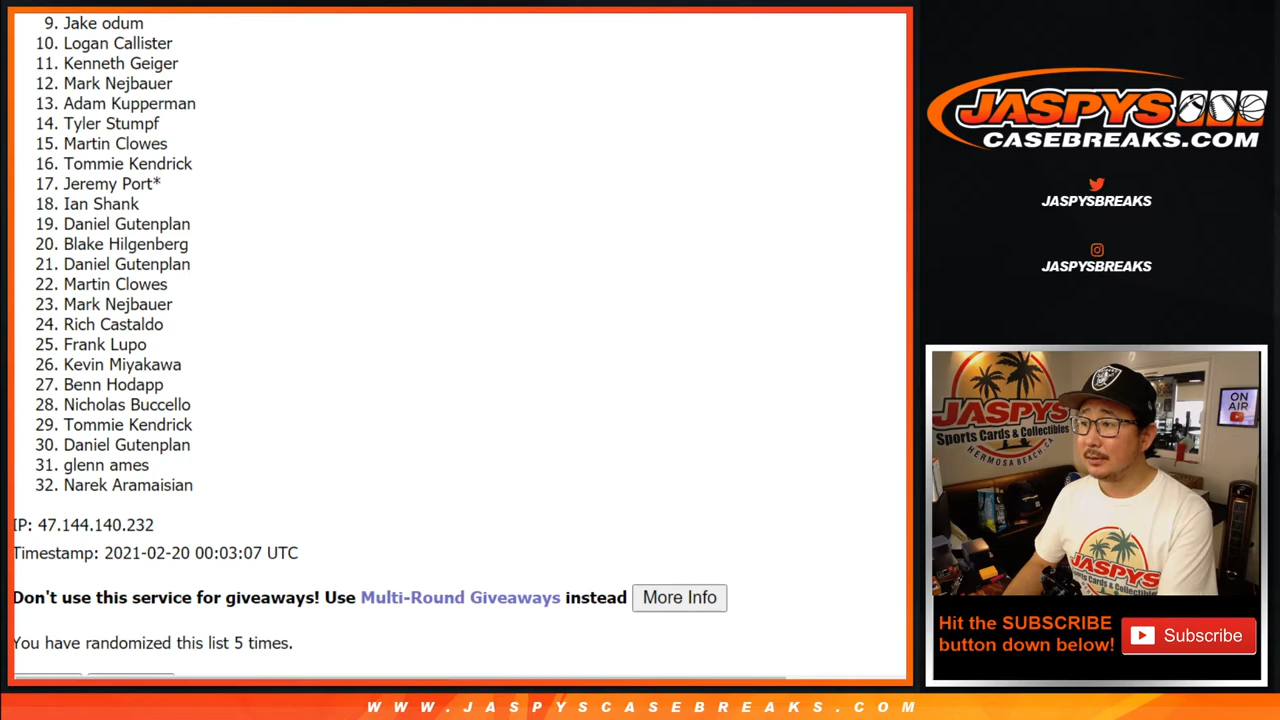 9. Jake odum
10. Logan Callister
11. Kenneth Geiger
12. Mark Nejbauer
13. Adam Kupperman
14. Tyler Stumpf
15. Martin Clowes
16. Tommie Kendrick
17. Jeremy Port*
18. Ian Shank
19. Daniel Gutenplan
20. Blake Hilgenberg
21. Daniel Gutenplan
22. Martin Clowes
23. Mark Nejbauer
24. Rich Castaldo
25. Frank Lupo
26. Kevin Miyakawa
27. Benn Hodapp
28. Nicholas Buccello
29. Tommie Kendrick
30. Daniel Gutenplan
31. glenn ames
32. Narek Aramaisian
IP: 47.144.140.232
Timestamp: 2021-02-20 00:03:07 UTC
Don't use this service for giveaways! Use Multi-Round Giveaways instead More Info
You have randomized this list 5 times.
JASPYS
CASEBREAKS.COM
JASPYSBREAKS
JASPYSBREAKS
JASPYS
Sports Cards & Collectibles
HERMOSA BEACH, CA
ON AIR
JASPYS
Hit the SUBSCRIBE
button down below!
Subscribe
WWW.JASPYSCASEBREAKS.COM